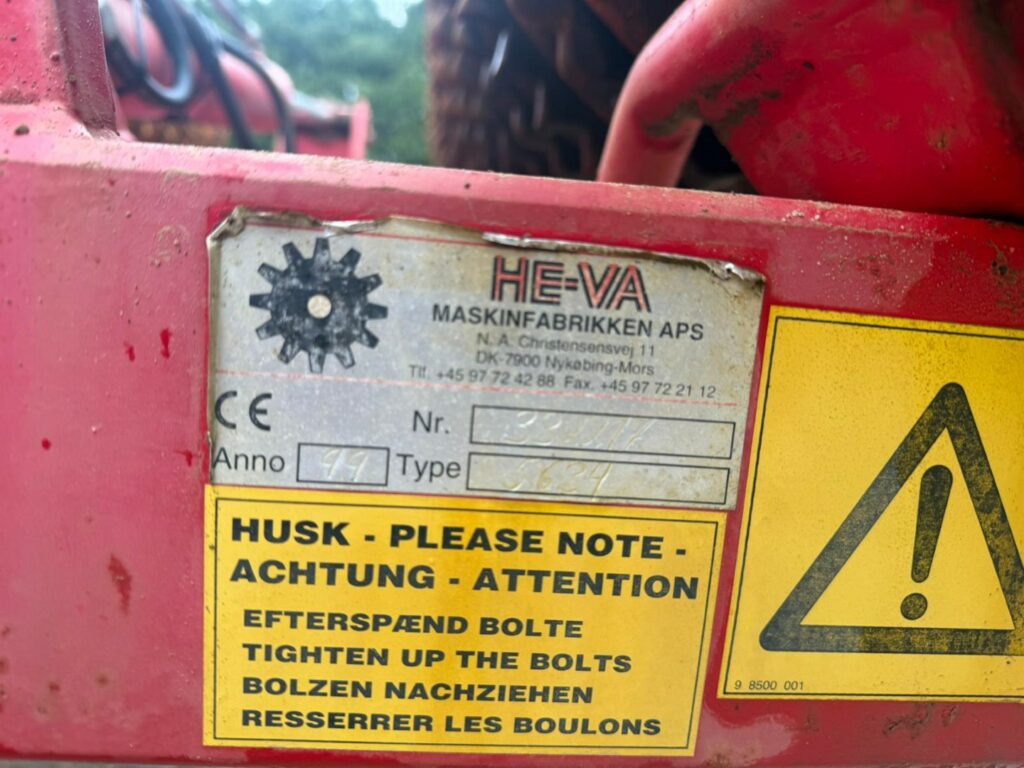 HE-VA
MASKINFABRIKKEN APS
N. A. Christensensvej 11
DK-7900 Nykøbing-Mors
Tlf. +45 97 72 42 88 Fax. +45 97 72 21 12
CE
Nr.
Anno 99 Type
HUSK - PLEASE NOTE -
ACHTUNG - ATTENTION
EFTERSPÆND BOLTE
TIGHTEN UP THE BOLTS
BOLZEN NACHZIEHEN
RESSERRER LES BOULONS
9 8500 001